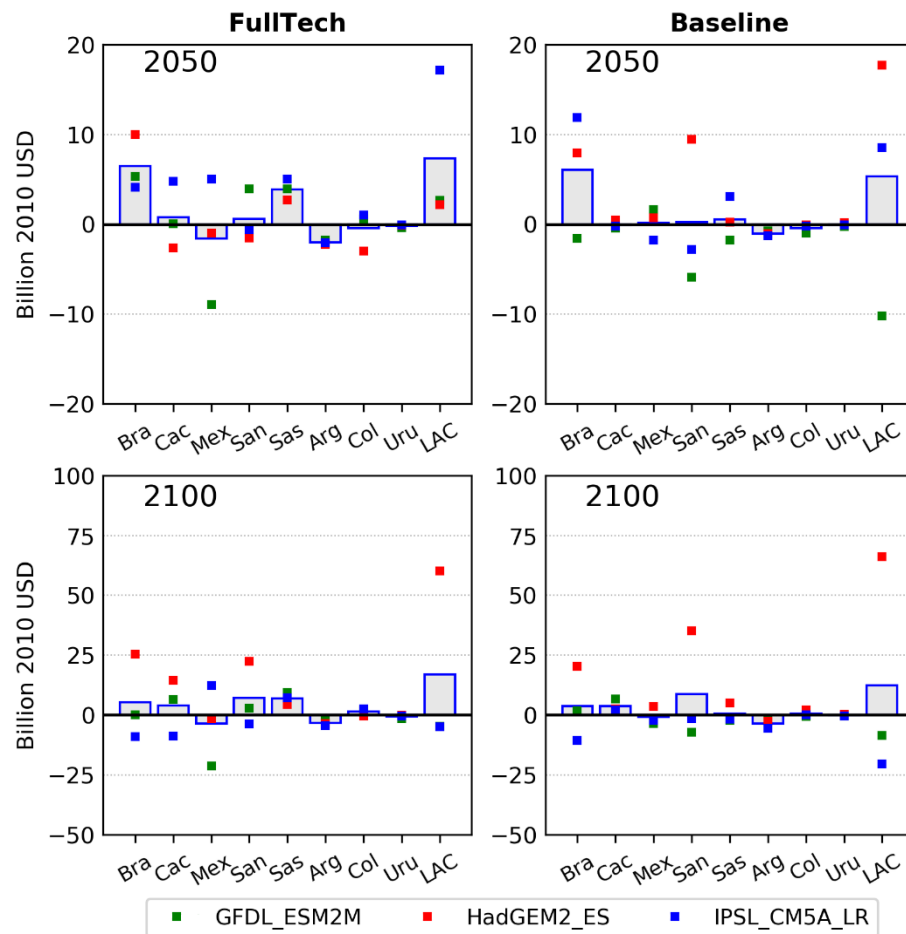 FullTech Baseline
2050 2050
20 20
10 10
0 0
−10 −10
−20 −20
Billion 2010 USD
Bra Cac Mex San Sas Arg Col Uru LAC Bra Cac Mex San Sas Arg Col Uru LAC
2100 2100
100 100
75 75
50 50
25 25
0 0
−25 −25
−50 −50
Billion 2010 USD
Bra Cac Mex San Sas Arg Col Uru LAC Bra Cac Mex San Sas Arg Col Uru LAC
GFDL_ESM2M HadGEM2_ES IPSL_CM5A_LR